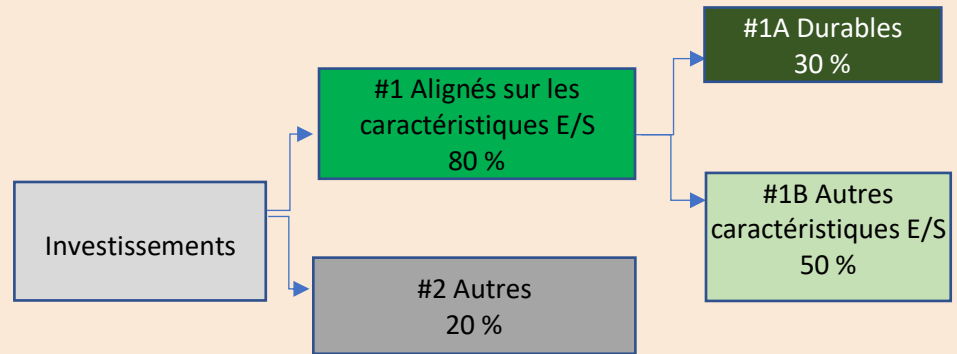 Investissements
#1 Alignés sur les
caractéristiques E/S
80 %
#2 Autres
20 %
#1A Durables
30 %
#1B Autres
caractéristiques E/S
50 %